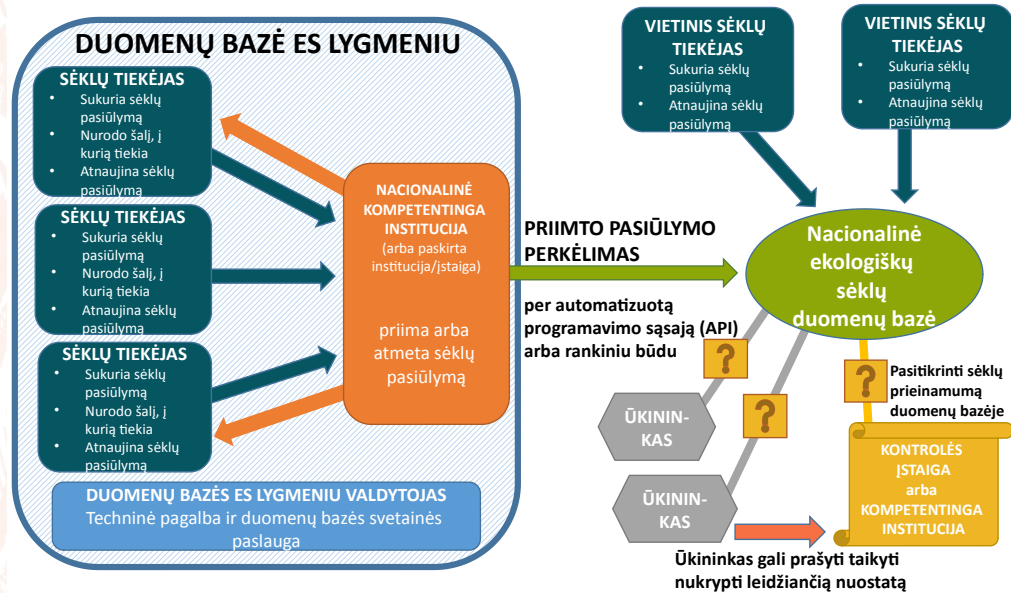 DUOMENŲ BAZĖ ES LYGMENIU
SĖKLŲ TIEKĖJAS
• Sukuria sėklų
pasiūlymą
• Nurodo šalį, į
kurią tiekia
• Atnaujina sėklų
pasiūlymą
SĖKLŲ TIEKĖJAS
• Sukuria sėklų
pasiūlymą
• Nurodo šalį, į
kurią tiekia
• Atnaujina sėklų
pasiūlymą
SĖKLŲ TIEKĖJAS
• Sukuria sėklų
pasiūlymą
• Nurodo šalį, į
kurią tiekia
• Atnaujina sėklų
pasiūlymą
NACIONALINĖ
KOMPETENTINGA
INSTITUCIJA
(arba paskirta
institucija/įstaiga)
priima arba
atmeta sėklų
pasiūlymą
DUOMENŲ BAZĖS ES LYGMENIU VALDYTOJAS
Techninė pagalba ir duomenų bazės svetainės
paslauga
PRIIMTO PASIŪLYMO
PERKĖLIMAS
per automatizuotą
programavimo sąsają (API)
arba rankiniu būdu
VIETINIS SĖKLŲ
TIEKĖJAS
• Sukuria sėklų
pasiūlymą
• Atnaujina sėklų
pasiūlymą
VIETINIS SĖKLŲ
TIEKĖJAS
• Sukuria sėklų
pasiūlymą
• Atnaujina sėklų
pasiūlymą
Nacionalinė
ekologiškų
sėklų
duomenų bazė
?
?
?
Pasitikrinti sėklų
prieinamumą
duomenų bazėje
ŪKININ-
KAS
ŪKININ-
KAS
KONTROLĖS
ĮSTAIGA
arba
KOMPETENTINGA
INSTITUCIJA
Ūkininkas gali prašyti taikyti
nukrypti leidžiančią nuostatą